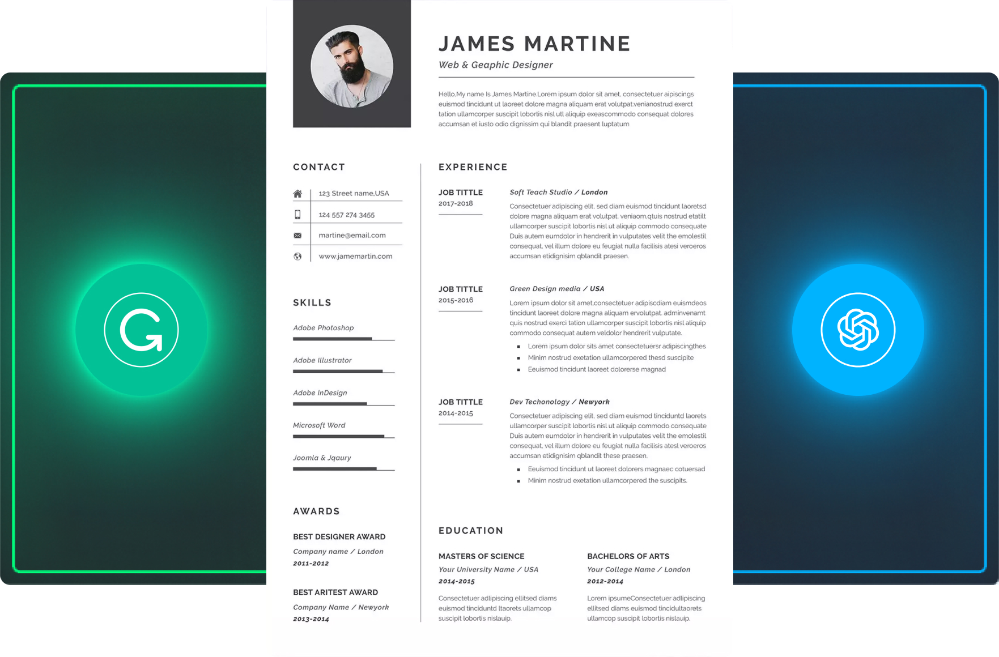 JAMES MARTINE
Web & Geaphic Designer
Hello.My name Is James Martine.Lorem ipsum dolor sit amet, consectetuer aipiscings
euismod tincidunt ut laoreet dolore magna aliquam erat volutpat.venianostrud exerct
tation ullamcorper suscipit lobortis nisl utl aliquip exeascommodo consequat dolores
accumsan et iusto odio dignissim qui blandit praesent luptatum
CONTACT
123 Street name,USA
124 557 274 3455
martine@email.com
www.jamemartin.com
SKILLS
Adobe Photoshop
Adobe Illustrator
Adobe InDesign
Microsoft Word
Joomla & Jqaury
AWARDS
BEST DESIGNER AWARD
Company name / London
2011-2012
BEST ARITEST AWARD
Company Name / Newyork
2013-2014
EXPERIENCE
JOB TITTLE
2017-2018
Soft Teach Studio / London
Consectetuer adipiscing elit, sed diam euismod tincidunt laoretsd
dolore magna aliquam erat volutpat. veniaom,qtuis nostrud etatilt
ullamcorper suscipit lobortis nisl ut aliquip commodo consequate
Duis autem eumdolor in hendrerit in vulputates velit the emolestil
consequat, vel illum dolore eu feugiat nulla facilisis atesi veroeros
accumsan etidignisim qblandit praesen.
JOB TITTLE
2015-2016
Green Design media / USA
Lorem ipsum dolor sit amet,consectetuer adipiscdiam euismdeos
tincidunt laoreet dolore magna aliquam ervolutpat. adminvenamt
quis nostrud exerci tation ullamcorper suscipit lobortis nisl aliquip
commodo consequat autem veldolor hendrerit vulputate.
▪ Lorem ipsum dolor sits amet consectetuersr adipiscingthes
▪ Minim nostrud exetation ullamcorpered thesd suscipite
▪ Eeuismod tincidunt laoreet dolorerse magnad
JOB TITTLE
2014-2015
Dev Techonology / Newyork
Consectetuer adipiscing elit, sed diam euismod tinciduntd laorets
ullamcorper suscipit lobortis nisl ut aliquip commodo consequate
Duis autem eumdolor in hendrerit in vulputates velit the emolestil
consequat, vel illum dolore eu feugiat nulla facilisis atesl veroeros
accumsan etidignisim qblandit these praesen.
▪ Eeuismod tincidunt ut laoreet dolorers magnaec cotuersad
▪ Minim nostrud exetation ullamcorpered the suscipits.
EDUCATION
MASTERS OF SCIENCE
Your University Name / USA
2014-2015
Consectetuer adlipiscing ellitsed diams
euismod tinciduntd ltaorets ullamcop
suscipit lobortis nislauip.
BACHELORS OF ARTS
Your College Name / London
2012-2014
Lorem ipsumeConsectetuer adlipiscing
ellitsed diams euismod tincidultaorets
ullamcop suscipit lobortis nislauip.